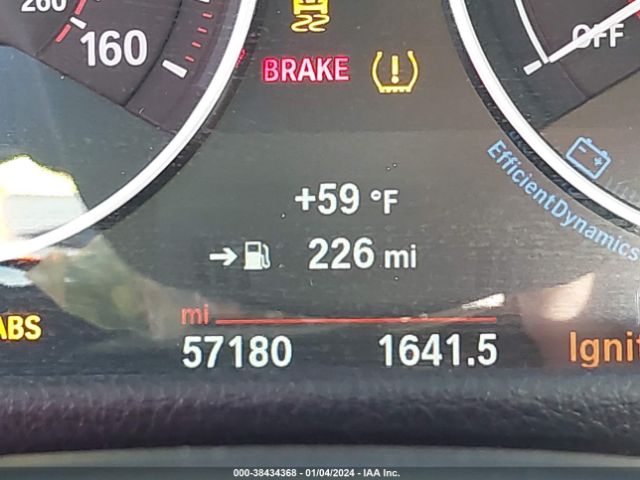 260
160
BRAKE
OFF
EfficientDynamics
+59 °F
226 mi
ABS
mi
57180 1641.5
000-38434368 - 01/04/2024 - IAA Inc.